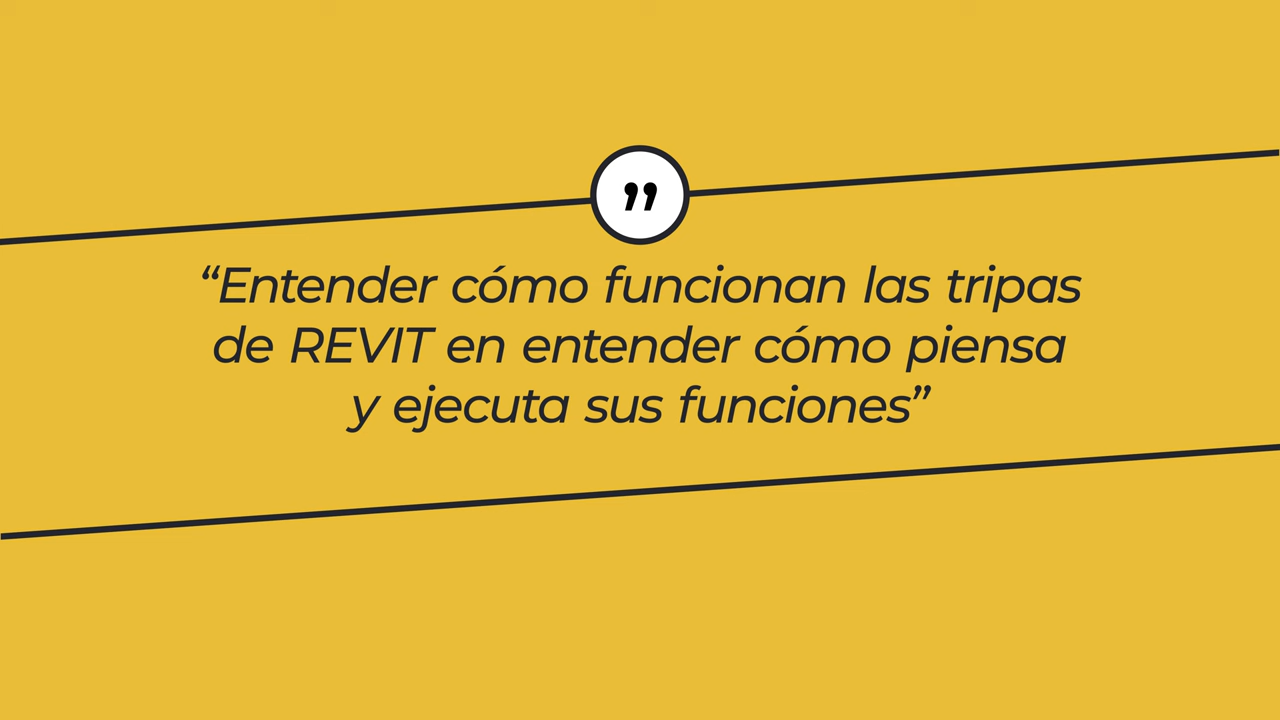 ”
“Entender cómo funcionan las tripas
de REVIT en entender cómo piensa
y ejecuta sus funciones”